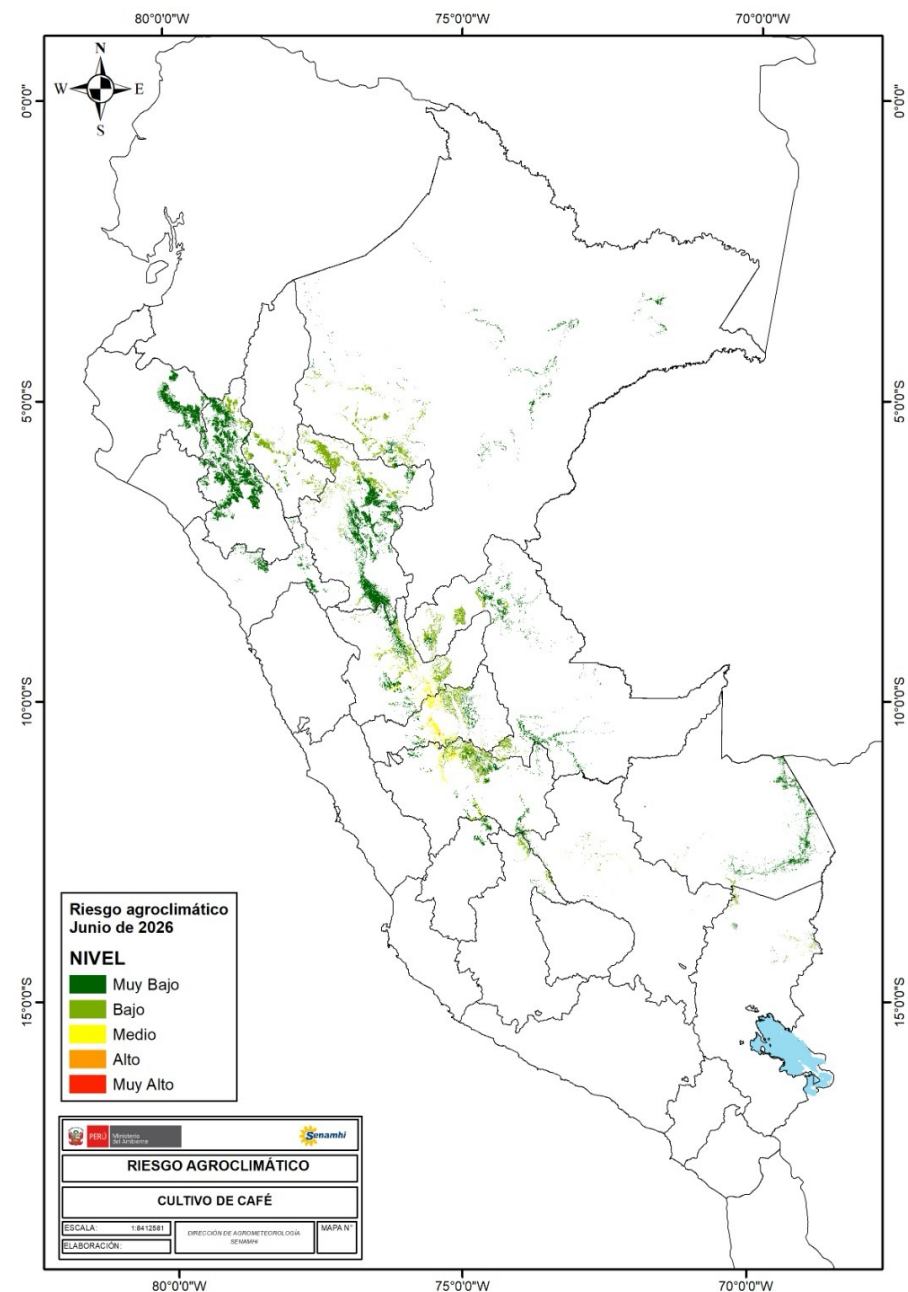 80°0'0"W 75°0'0"W 70°0'0"W
N
W E
S
0°0'0" 0°0'0"
5°0'0"S 5°0'0"S
10°0'0"S 10°0'0"S
15°0'0"S 15°0'0"S
Riesgo agroclimático
Junio de 2026
NIVEL
Muy Bajo
Bajo
Medio
Alto
Muy Alto
PERÚ Ministerio
del Ambiente
Senamhi
RIESGO AGROCLIMÁTICO
CULTIVO DE CAFÉ
ESCALA: 1:8412581
DIRECCIÓN DE AGROMETEOROLOGÍA
SENAMHI
MAPA N°
ELABORACIÓN:
80°0'0"W 75°0'0"W 70°0'0"W